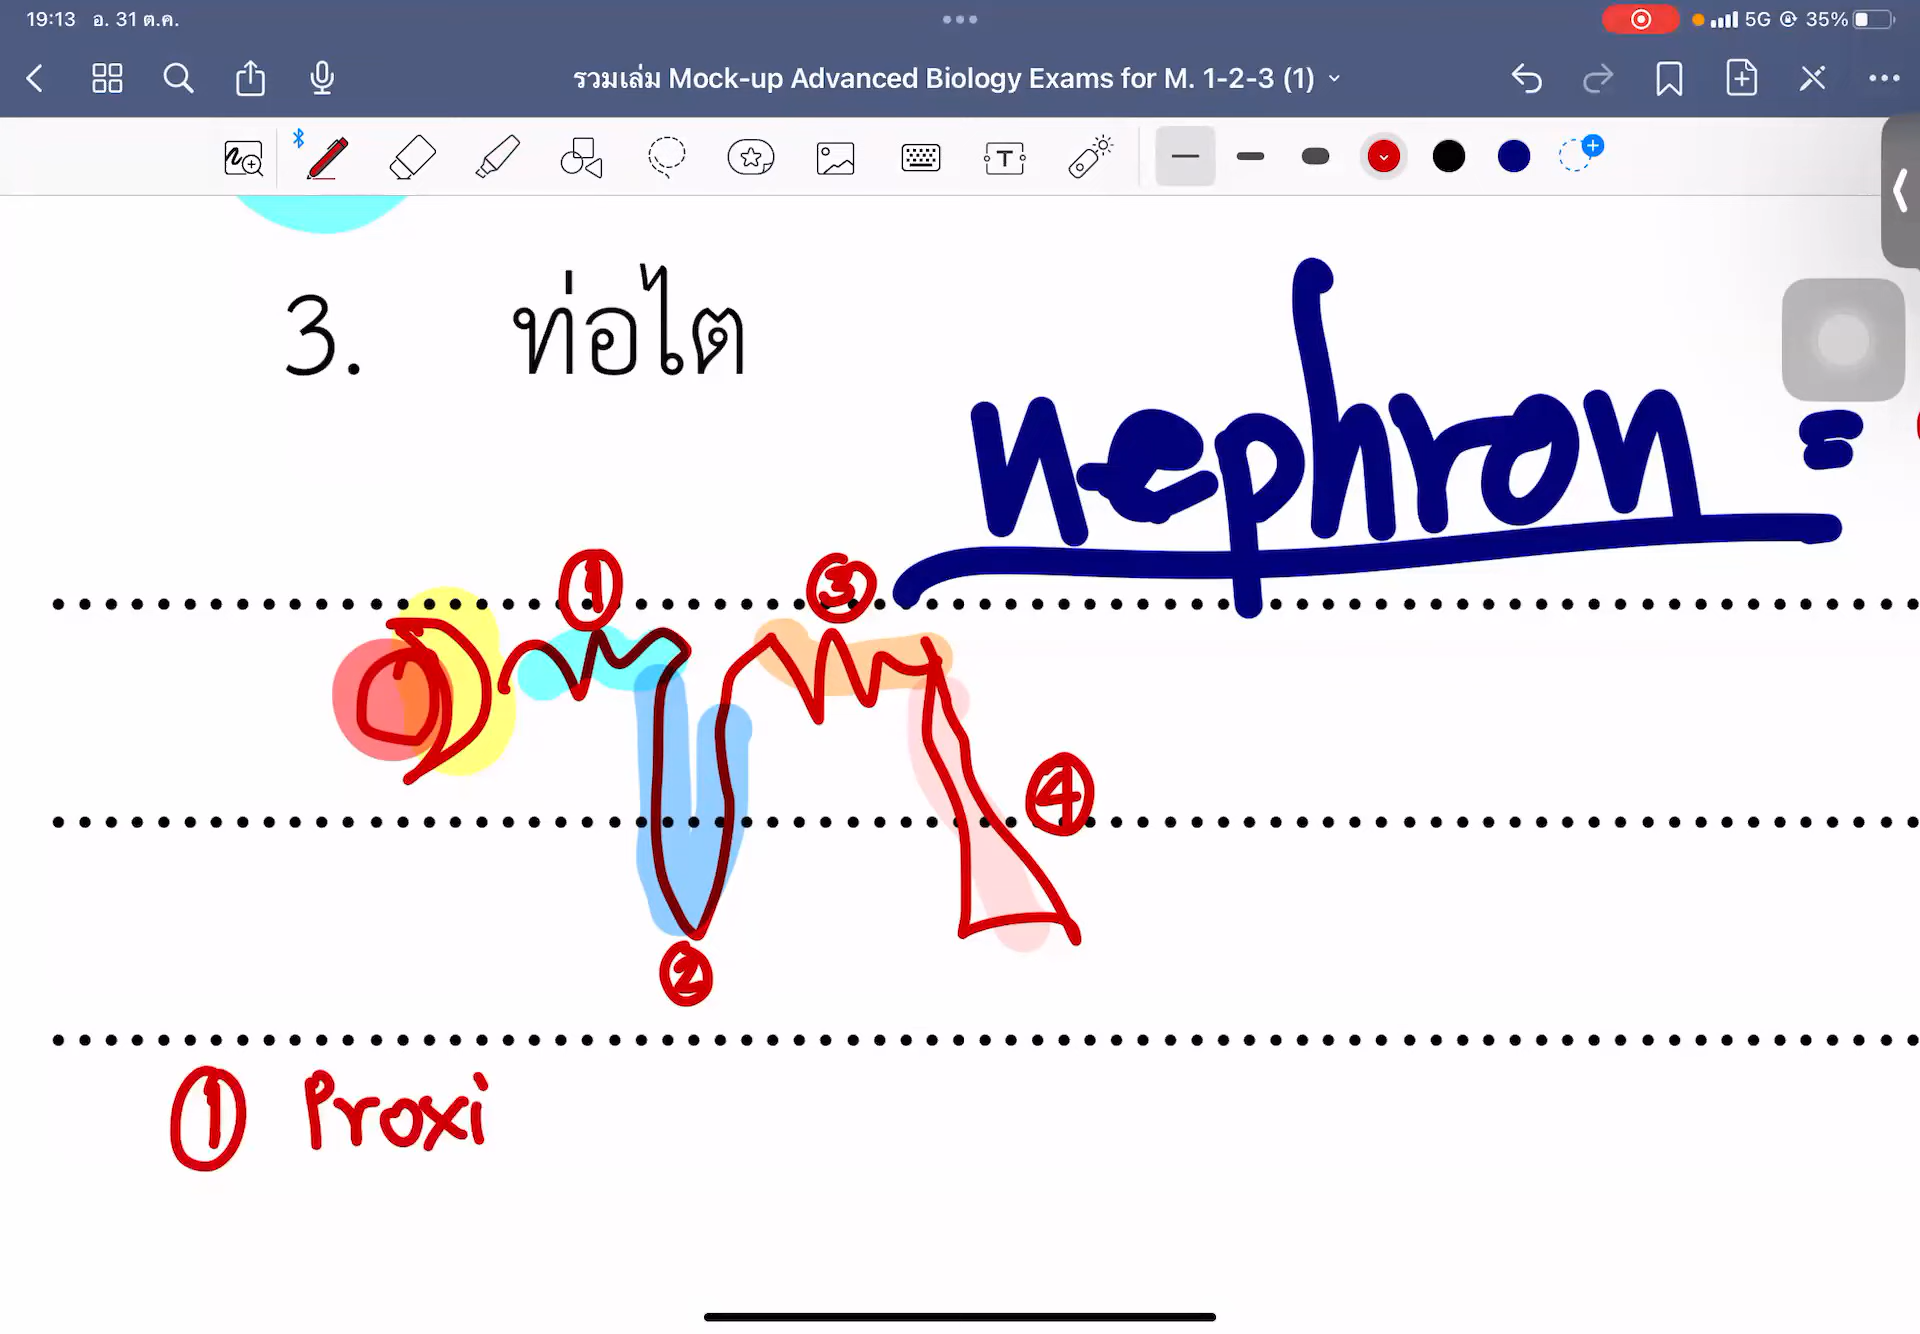 19:13 อ. 31 ต.ค. 5G 35%
รวมเล่ม Mock-up Advanced Biology Exams for M. 1-2-3 (1)
T
3. ท่อไต
nephron =
1 3
4
2
1 Proxi